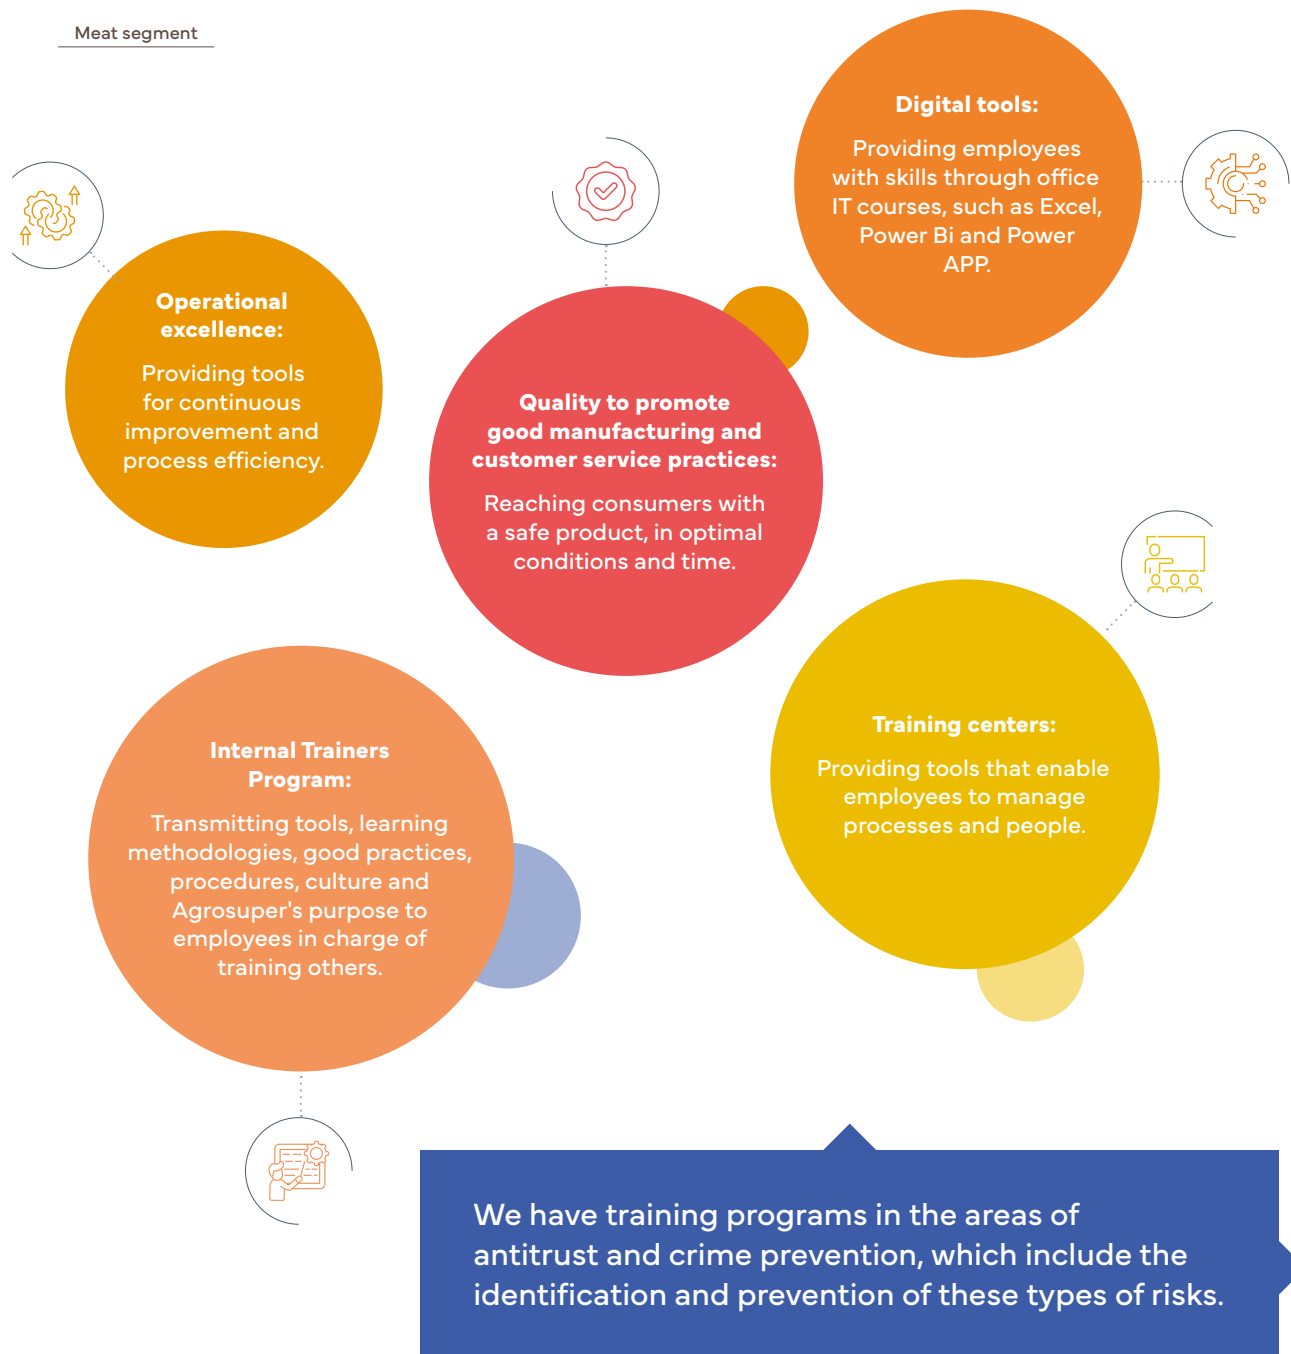 Meat segment
Digital tools:
Providing employees
with skills through office
IT courses, such as Excel,
Power Bi and Power
APP.
Operational
excellence:
Providing tools
for continuous
improvement and
process efficiency.
Quality to promote
good manufacturing and
customer service practices:
Reaching consumers with
a safe product, in optimal
conditions and time.
Training centers:
Providing tools that enable
employees to manage
processes and people.
Internal Trainers
Program:
Transmitting tools, learning
methodologies, good practices,
procedures, culture and
Agrosuper's purpose to
employees in charge of
training others.
We have training programs in the areas of
antitrust and crime prevention, which include the
identification and prevention of these types of risks.